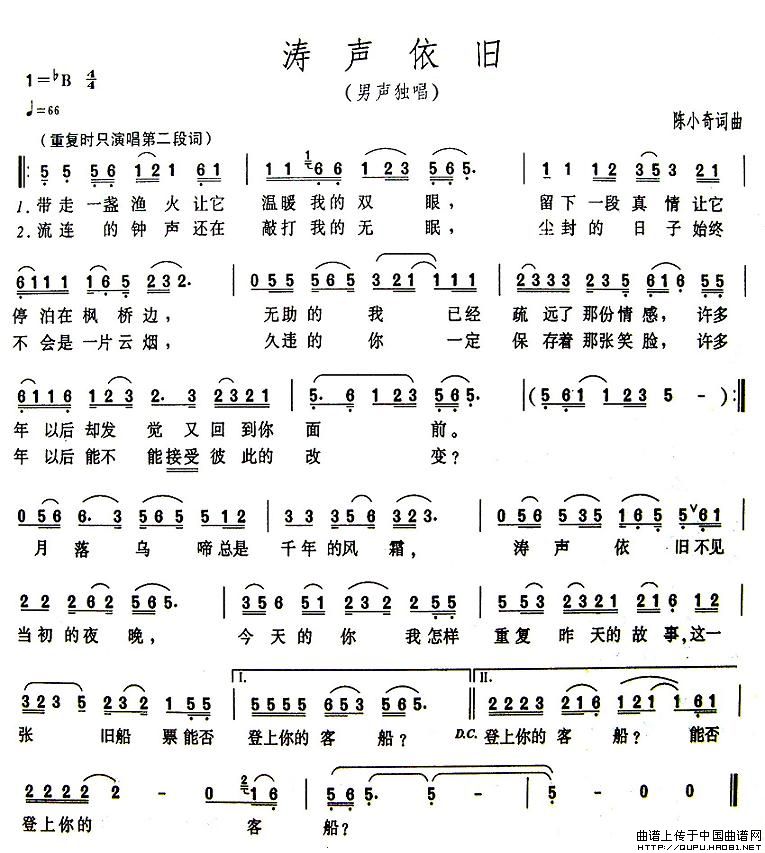 涛声依旧
1=♭B 4/4
(男声独唱)
♩=66
陈小奇词曲
(重复时只演唱第二段词)
‖: 5 5 5 6 1 2 1 2 3 6 1 | 1 1 1 6 6 1 2 3 5 6 5. | 1 1 1 2 3 5 3 2 1 |
1.带走一盏渔火让它 温暖我的双眼, 留下一段真情让它
2.流连的钟声还在 敲打我的无眠, 尘封的日子始终
6 1 1 1 1 6 5 2 3 2. | 0 5 5 5 6 5 3 2 1 1 1 1 | 2 3 3 3 2 3 5 6 1 6 5 5 |
停泊在枫桥边, 无助的我已经 疏远了那份情感,许多
不会是一片云烟, 久违的你一定 保存着那张笑脸,许多
6 1 1 6 1 2 3 2. 3 2 3 2 1 | 5. 6 1 2 3 5 6 5. | (5 6 1 1 2 3 5 - ) :‖
年以后却发觉又回到你面前。
年以后能不能接受彼此的改变?
0 5 6 6. 3 5 6 5 5 1 2 | 3 3 3 5 6 5 3 2 3. | 0 5 6 5 3 5 1 6 5 5 ∨ 6 1 |
月落乌啼总是 千年的风霜, 涛声依旧不见
2 2 2 6 2 5 6 5. | 3 5 6 5 1 2 3 2 2 5 5 | 5 5 3 2 3 2 1 6 1 6 1 2 |
当初的夜晚, 今天的你我怎样 重复昨天的故事,这一
I. II.
3 2 3 5 2 3 2 1 5 5 | 5 5 5 5 6 5 3 5 6 5. | 2 2 2 3 2 1 6 1 2 1 1 6 1 |
张旧船票能否 登上你的客船? D.C. 登上你的客船? 能否
2 2 2 2 2 2 - 0 2 1 6 | 5 6 5. 5 - | 5 - 0 0 ‖
登上你的客船?
曲谱上传于中国曲谱网
HTTP://QUPU.HAO81.NET